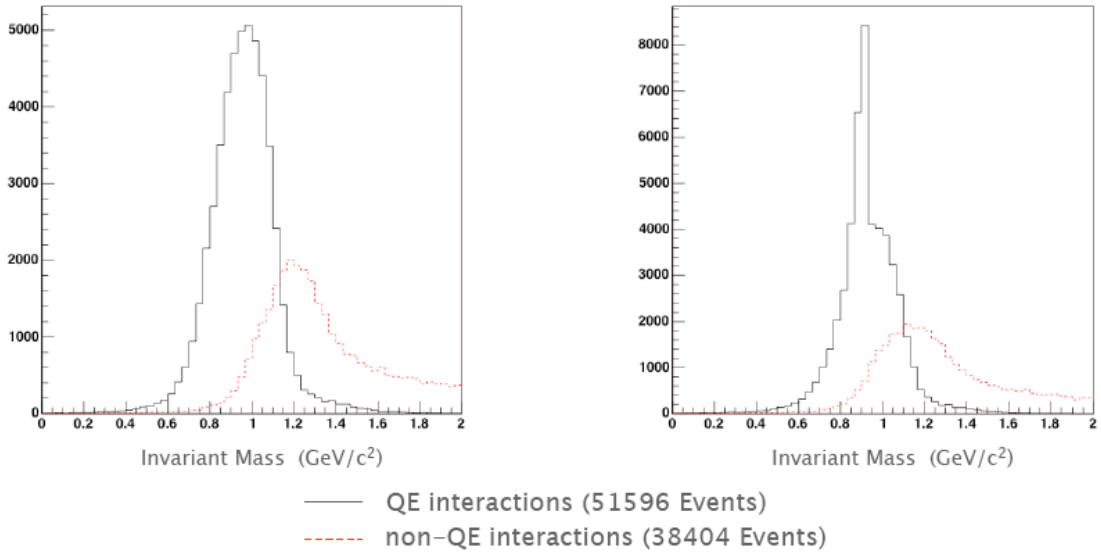 5000
4000
3000
2000
1000
0
0 0.2 0.4 0.6 0.8 1 1.2 1.4 1.6 1.8 2
Invariant Mass (GeV/c²)
8000
7000
6000
5000
4000
3000
2000
1000
0
0 0.2 0.4 0.6 0.8 1 1.2 1.4 1.6 1.8 2
Invariant Mass (GeV/c²)
QE interactions (51596 Events)
non-QE interactions (38404 Events)